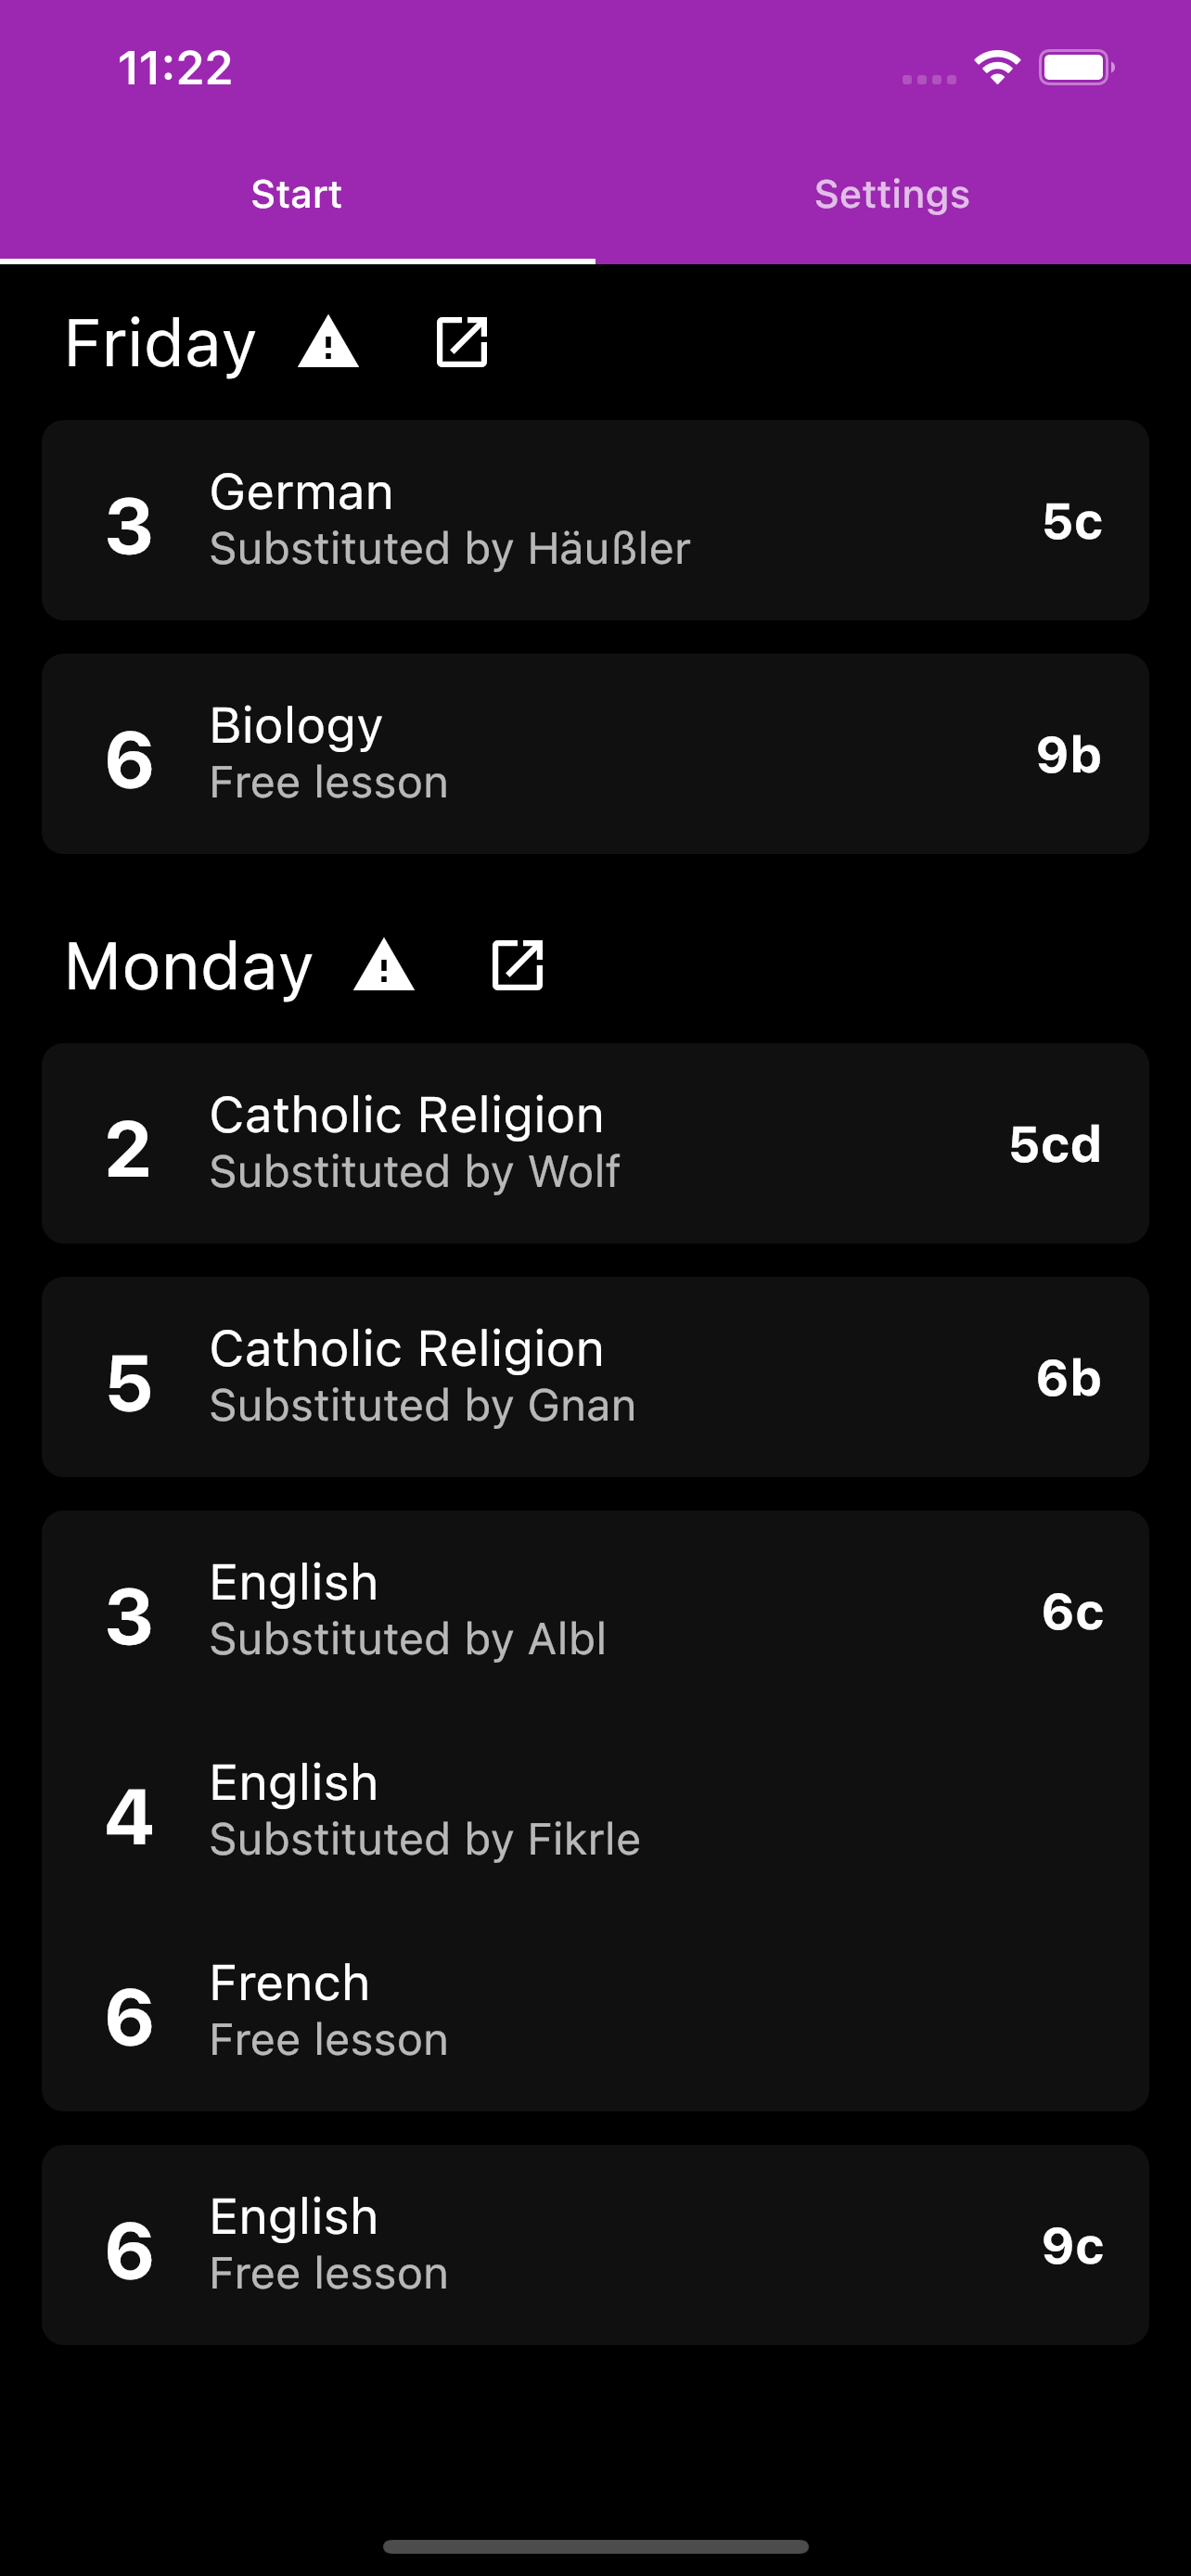 11:22
Start
Settings
Friday
3
German
Substituted by Häußler
5c
6
Biology
Free lesson
9b
Monday
2
Catholic Religion
Substituted by Wolf
5cd
5
Catholic Religion
Substituted by Gnan
6b
3
English
Substituted by Albl
6c
4
English
Substituted by Fikrle
6
French
Free lesson
6
English
Free lesson
9c